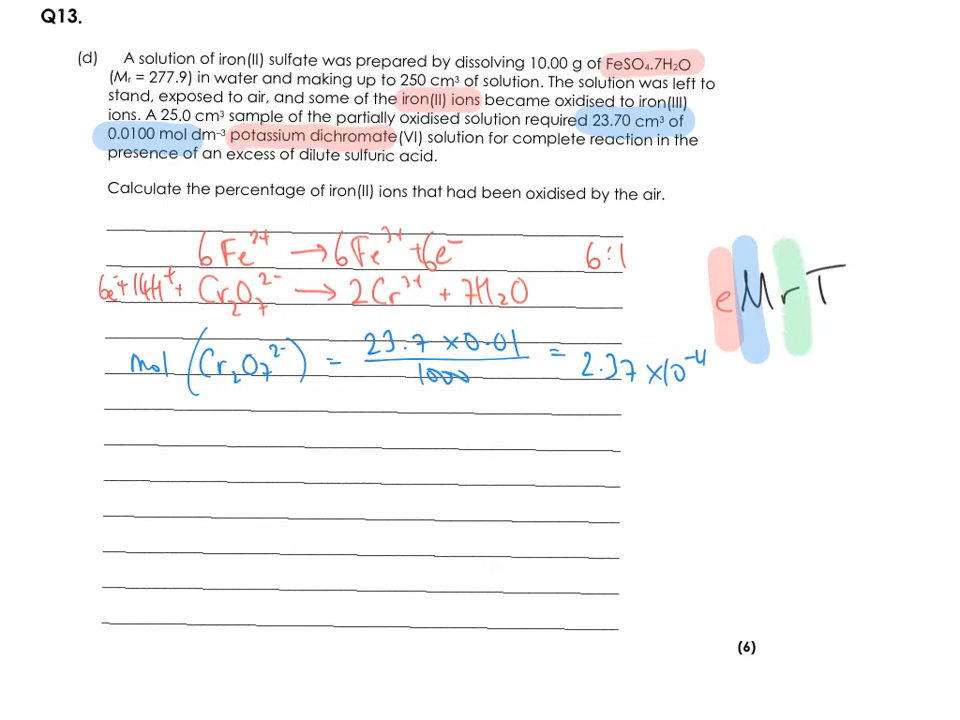 Q13.
(d) A solution of iron(II) sulfate was prepared by dissolving 10.00 g of FeSO₄.7H₂O
(Mᵣ = 277.9) in water and making up to 250 cm³ of solution. The solution was left to
stand, exposed to air, and some of the iron(II) ions became oxidised to iron(III)
ions. A 25.0 cm³ sample of the partially oxidised solution required 23.70 cm³ of
0.0100 mol dm⁻³ potassium dichromate(VI) solution for complete reaction in the
presence of an excess of dilute sulfuric acid.
Calculate the percentage of iron(II) ions that had been oxidised by the air.
6Fe²⁺ → 6Fe³⁺ + 6e⁻ 6:1
6e⁻ + 14H⁺ + Cr₂O₇²⁻ → 2Cr³⁺ + 7H₂O
eMrT
mol (Cr₂O₇²⁻) = 23.7 × 0.01 / 1000 = 2.37 × 10⁻⁴
(6)